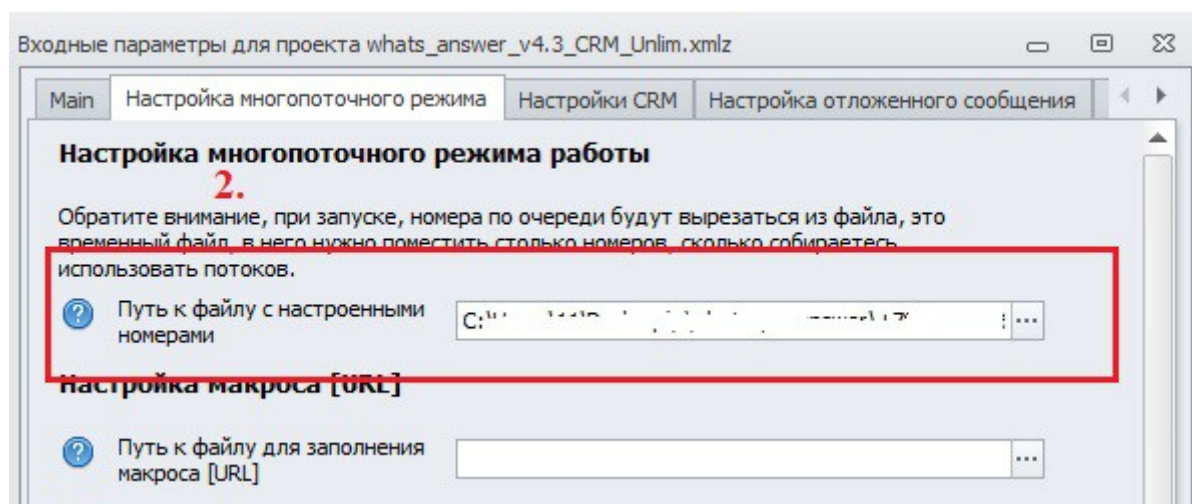 Входные параметры для проекта whats_answer_v4.3_CRM_Unlim.xmlz
Main Настройка многопоточного режима Настройки CRM Настройка отложенного сообщения
Настройка многопоточного режима работы
2.
Обратите внимание, при запуске, номера по очереди будут вырезаться из файла, это
временный файл, в него нужно поместить столько номеров, сколько собираетесь
использовать потоков.
Путь к файлу с настроенными
номерами
C:\
...
Настройка макроса [URL]
Путь к файлу для заполнения
макроса [URL]
...